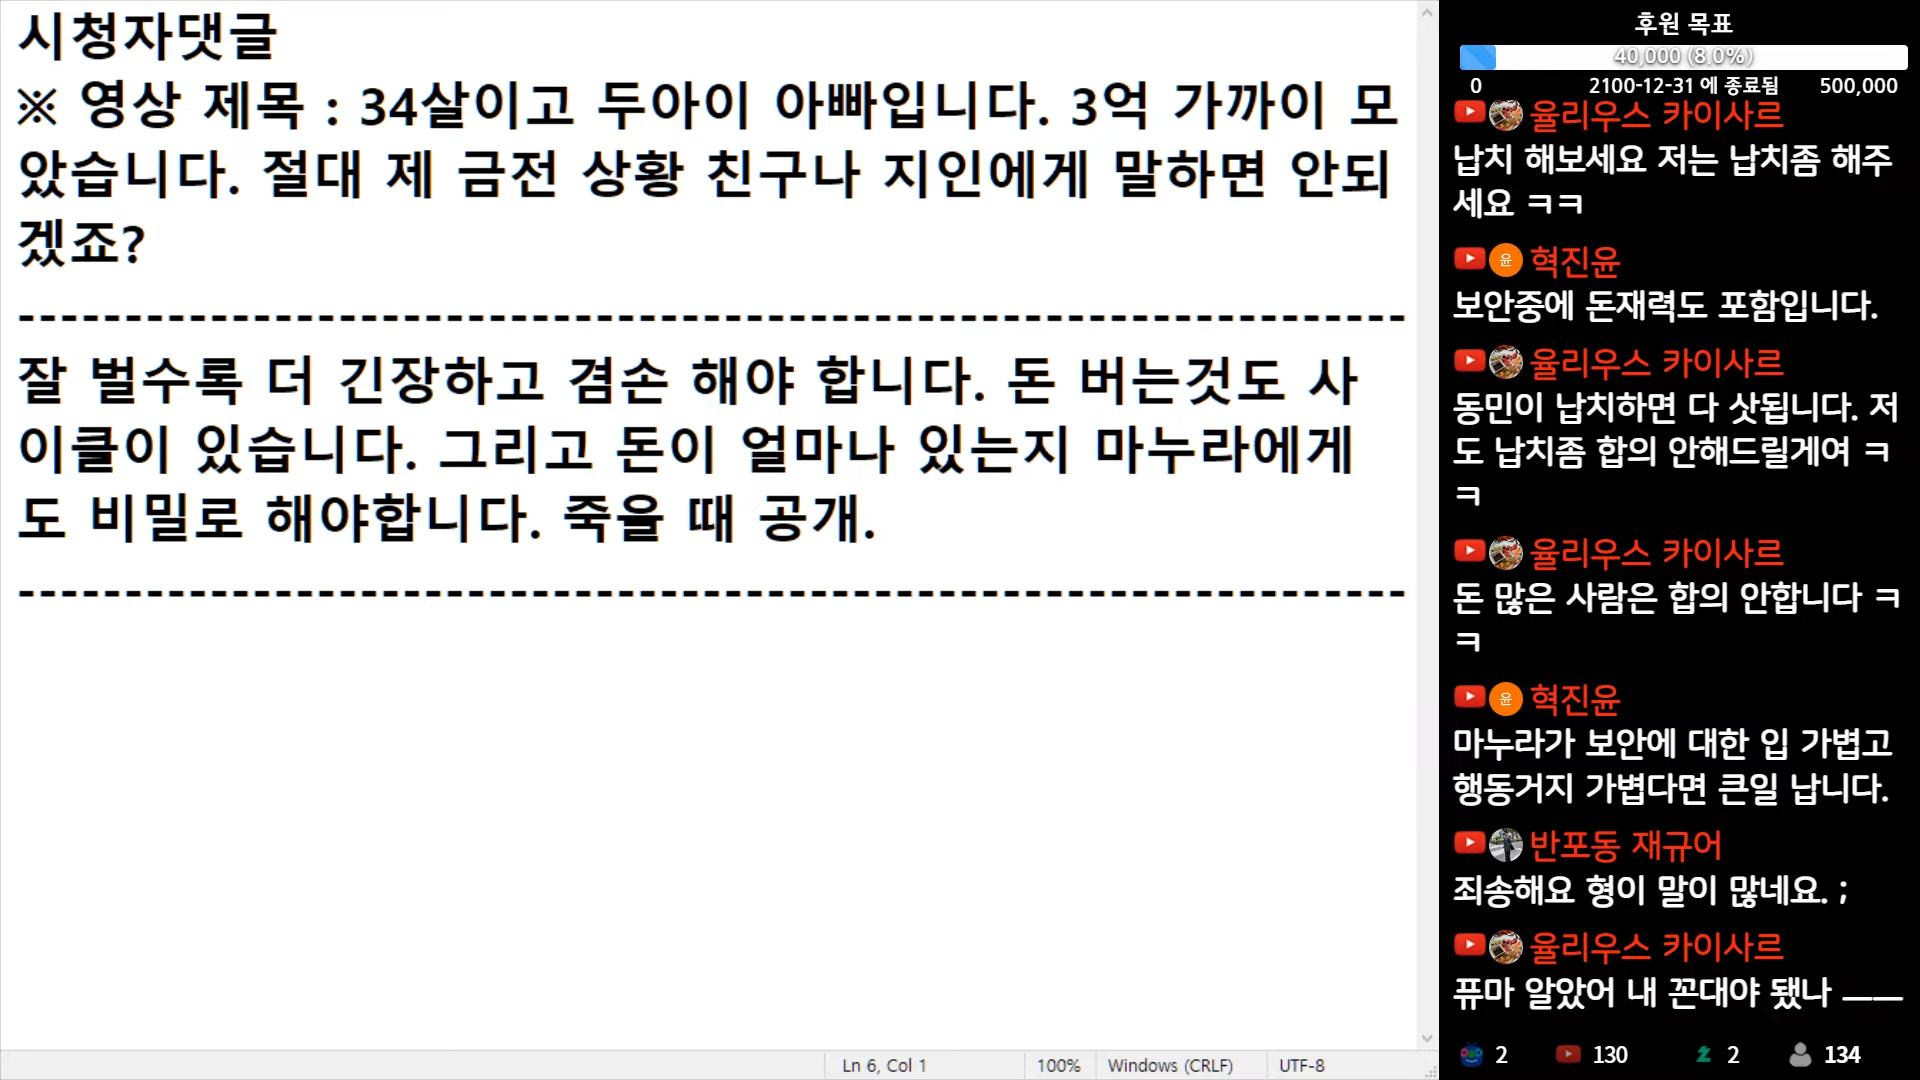 시청자댓글
※ 영상 제목 : 34살이고 두아이 아빠입니다. 3억 가까이 모
았습니다. 절대 제 금전 상황 친구나 지인에게 말하면 안되
겠죠?
-----------------------------------------------------------------
잘 벌수록 더 긴장하고 겸손 해야 합니다. 돈 버는것도 사
이클이 있습니다. 그리고 돈이 얼마나 있는지 마누라에게
도 비밀로 해야합니다. 죽을 때 공개.
-----------------------------------------------------------------
Ln 6, Col 1
100%
Windows (CRLF)
UTF-8
후원 목표
40,000 (8.0%)
0 2100-12-31 에 종료됨 500,000
율리우스 카이사르
납치 해보세요 저는 납치좀 해주
세요 ㅋㅋ
윤 혁진윤
보안중에 돈재력도 포함입니다.
율리우스 카이사르
동민이 납치하면 다 삿됩니다. 저
도 납치좀 합의 안해드릴게여 ㅋ
ㅋ
율리우스 카이사르
돈 많은 사람은 합의 안합니다 ㅋ
ㅋ
윤 혁진윤
마누라가 보안에 대한 입 가볍고
행동거지 가볍다면 큰일 납니다.
반포동 재규어
죄송해요 형이 말이 많네요. ;
율리우스 카이사르
퓨마 알았어 내 꼰대야 됐나 ㅡㅡ
2 130 2 134